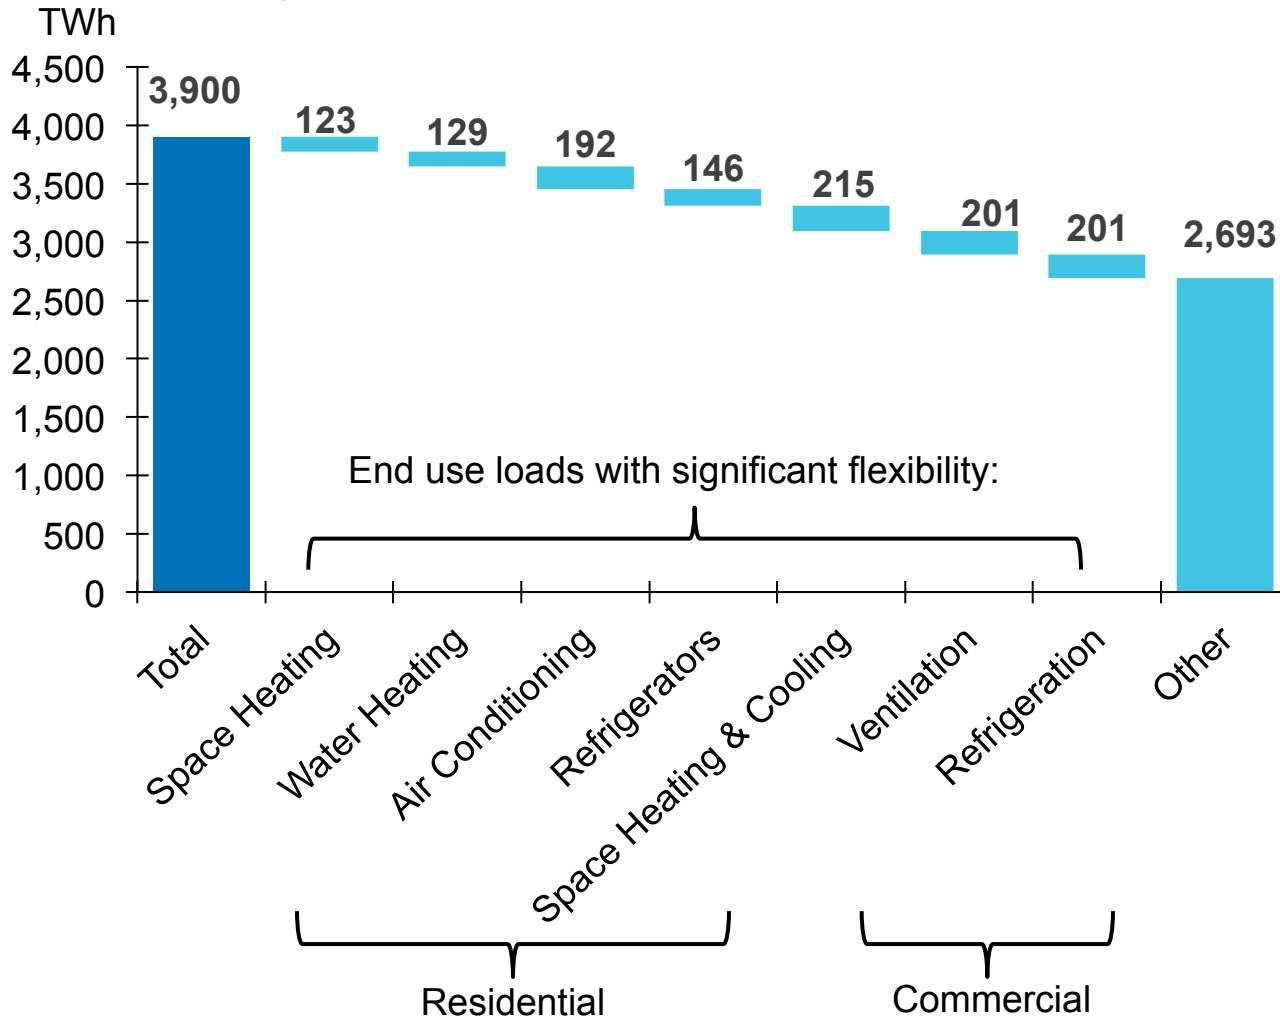 TWh
4,500
4,000
3,500
3,000
2,500
2,000
1,500
1,000
500
0
3,900
123
129
192
146
215
201
201
2,693
End use loads with significant flexibility:
Total
Space Heating
Water Heating
Air Conditioning
Refrigerators
Space Heating & Cooling
Ventilation
Refrigeration
Other
Residential
Commercial